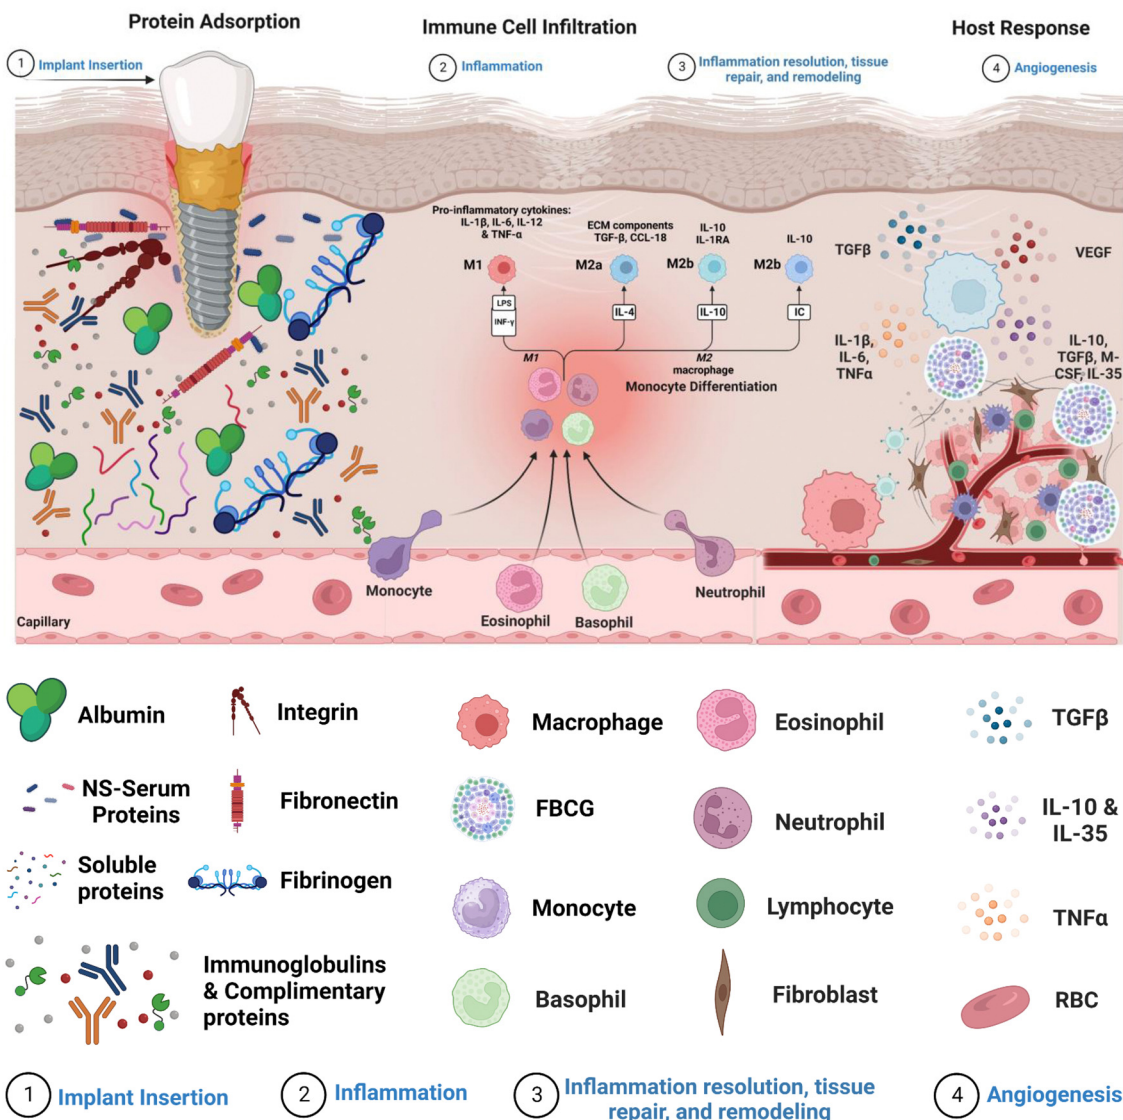 Protein Adsorption
Immune Cell Infiltration
Host Response
1 Implant Insertion
2 Inflammation
3 Inflammation resolution, tissue
repair, and remodeling
4 Angiogenesis
Pro-inflammatory cytokines:
IL-1β, IL-6, IL-12
& TNF-α
ECM components
TGF-β, CCL-18
IL-10
IL-1RA
IL-10
M1
M2a
M2b
M2b
LPS
INF-γ
IL-4
IL-10
IC
M1
M2
macrophage
Monocyte Differentiation
TGFβ
VEGF
IL-1β,
IL-6,
TNFα
IL-10,
TGFβ, M-
CSF, IL-35
Monocyte
Eosinophil
Basophil
Neutrophil
Capillary
Albumin
Integrin
Macrophage
Eosinophil
TGFβ
NS-Serum
Proteins
Fibronectin
FBCG
Neutrophil
IL-10 &
IL-35
Soluble
proteins
Fibrinogen
Monocyte
Lymphocyte
TNFα
Immunoglobulins
& Complimentary
proteins
Basophil
Fibroblast
RBC
1 Implant Insertion
2 Inflammation
3 Inflammation resolution, tissue
repair, and remodeling
4 Angiogenesis